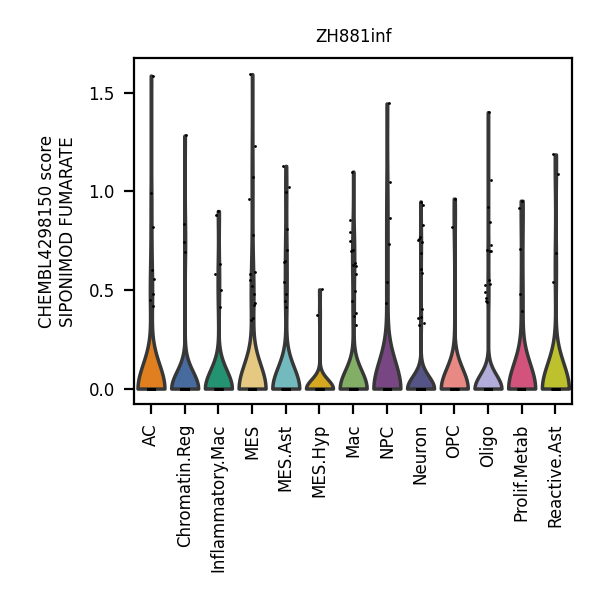 ZH881inf
CHEMBL4298150 score
SIPONIMOD FUMARATE
1.5
1.0
0.5
0.0
AC
Chromatin.Reg
Inflammatory.Mac
MES
MES.Ast
MES.Hyp
Mac
NPC
Neuron
OPC
Oligo
Prolif.Metab
Reactive.Ast